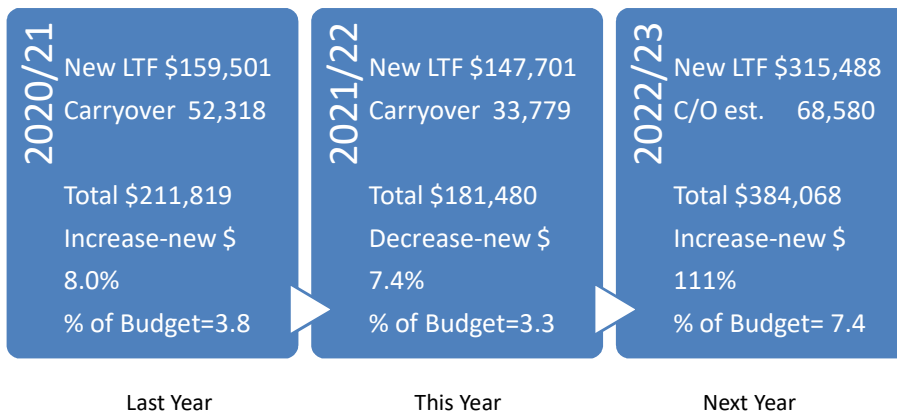 2020/21
New LTF $159,501
Carryover 52,318
Total $211,819
Increase-new $
8.0%
% of Budget=3.8
2021/22
New LTF $147,701
Carryover 33,779
Total $181,480
Decrease-new $
7.4%
% of Budget=3.3
2022/23
New LTF $315,488
C/O est. 68,580
Total $384,068
Increase-new $
111%
% of Budget= 7.4
Last Year
This Year
Next Year